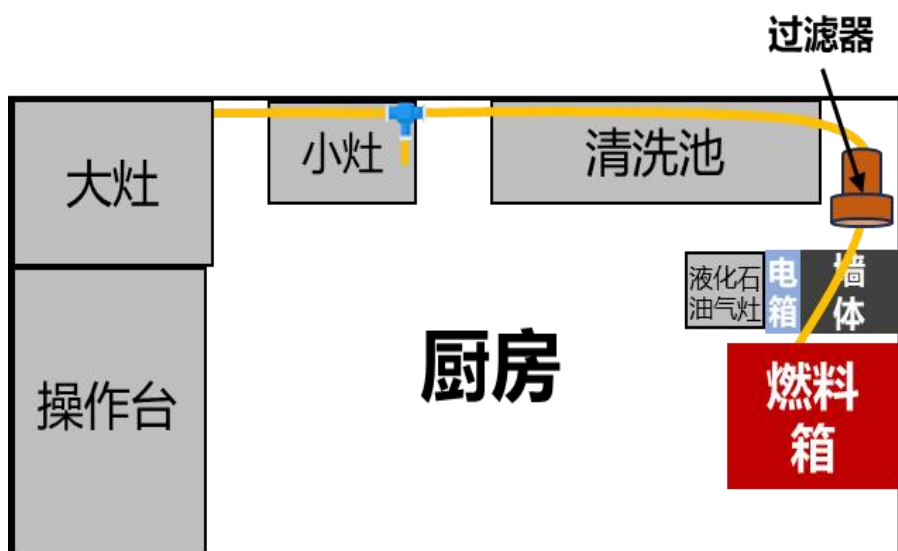 过滤器
大灶
小灶
清洗池
液化石
油气灶
电
箱
墙
体
厨房
操作台
燃料
箱